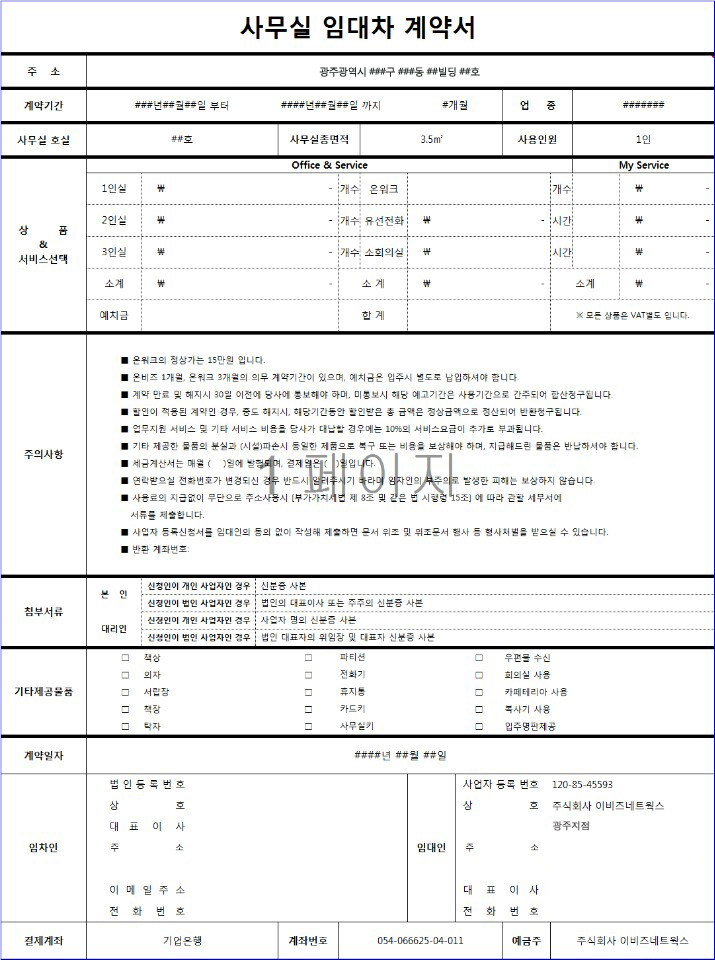 사무실 임대차 계약서
주 소 광주광역시 ###구 ###동 ##빌딩 ##호
계약기간 ###년##월##일 부터 ####년##월##일 까지 #개월 업 종 #######
사무실 호실 ##호 사무실총면적 3.5㎡ 사용인원 1인
Office & Service My Service
상 품 & 서비스선택
1인실 ₩ - 개수 온워크 개수 ₩ -
2인실 ₩ - 개수 유선전화 ₩ - 시간 ₩ -
3인실 ₩ - 개수 소회의실 ₩ 시간 ₩ -
소계 ₩ - 소 계 ₩ - 소계 ₩ -
예치금 합 계 ※ 모든 상품은 VAT별도 입니다.
주의사항
■ 온워크의 정상가는 15만원 입니다.
■ 온비즈 1개월, 온워크 3개월의 의무 계약기간이 있으며, 예치금은 입주시 별도로 납입하셔야 합니다.
■ 계약 만료 및 해지시 30일 이전에 당사에 통보해야 하며, 미통보시 해당 예고기간은 사용기간으로 간주되어 합산청구됩니다.
■ 할인이 적용된 계약인 경우, 중도 해지시, 해당기간동안 할인받은 총 금액은 정상금액으로 정산되어 반환청구됩니다.
■ 업무지원 서비스 및 기타 서비스 비용을 당사가 대납할 경우에는 10%의 서비스요금이 추가로 부과됩니다.
■ 기타 제공한 물품의 분실과 (시설)파손시 동일한 제품으로 복구 또는 비용을 보상해야 하며, 지급해드린 물품은 반납하셔야 합니다.
■ 세금계산서는 매월 ( )일에 발행되며, 결제일은 ( )일입니다.
■ 연락받으실 전화번호가 변경되신 경우 반드시 알려주시기 바라며 임차인의 부주의로 발생한 피해는 보상하지 않습니다.
■ 사용료의 지급없이 무단으로 주소사용시 [부가가치세법 제 8조 및 같은 법 시행령 15조] 에 따라 관할 세무서에
서류를 제출합니다.
■ 사업자 등록신청서를 임대인의 동의 없이 작성해 제출하면 문서 위조 및 위조문서 행사 등 형사처벌을 받으실 수 있습니다.
■ 반환 계좌번호:
1 페이지
첨부서류
본 인 신청인이 개인 사업자인 경우 신분증 사본
신청인이 법인 사업자인 경우 법인의 대표이사 또는 주주의 신분증 사본
대리인 신청인이 개인 사업자인 경우 사업자 명의 신분증 사본
신청인이 법인 사업자인 경우 법인 대표자의 위임장 및 대표자 신분증 사본
기타제공물품
□ 책상 □ 파티션 □ 우편물 수신
□ 의자 □ 전화기 □ 회의실 사용
□ 서랍장 □ 휴지통 □ 카페테리아 사용
□ 책장 □ 카드키 □ 복사기 사용
□ 탁자 □ 사무실키 □ 입주명판제공
계약일자 ####년 ##월 ##일
임차인
법 인 등 록 번 호
상 호
대 표 이 사
주 소
이 메 일 주 소
전 화 번 호
임대인
사업자 등록 번호 120-85-45593
상 호 주식회사 이비즈네트웍스
광주지점
주 소
대 표 이 사
전 화 번 호
결제계좌 기업은행 계좌번호 054-066625-04-011 예금주 주식회사 이비즈네트웍스